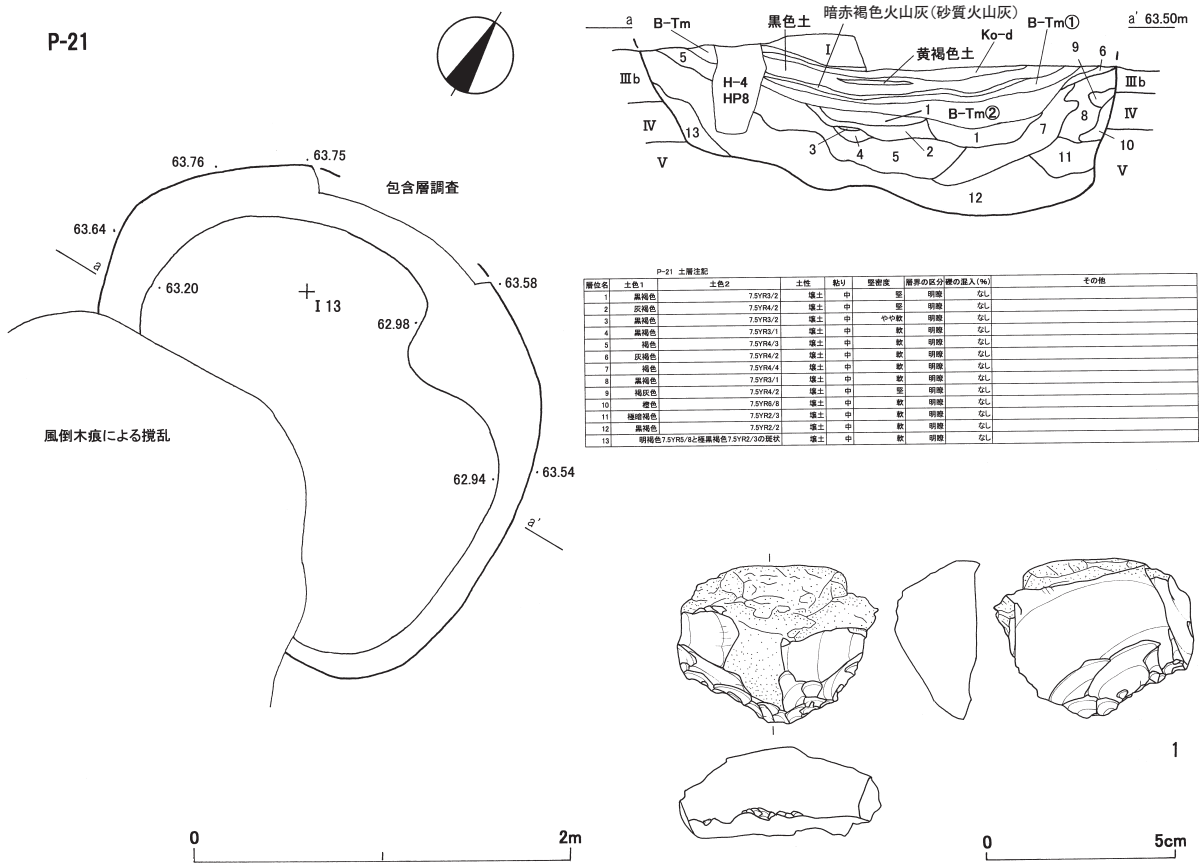 P-21
63.76
63.75
包含層調査
63.64
a
63.20
I 13
63.58
62.98
風倒木痕による撹乱
62.94
63.54
a'
0 2m
a
B-Tm
黒色土
暗赤褐色火山灰(砂質火山灰)
I
黄褐色土
Ko-d
B-Tm①
a' 63.50m
9
6
5
Ⅲb
H-4
HP8
Ⅲb
Ⅳ
13
1
B-Tm②
8
Ⅳ
3
4
5
2
1
7
10
Ⅴ
11
Ⅴ
12
P-21 土層注記
層位名 土色1 土色2 土性 粘り 堅密度 層界の区分 礫の混入(%) その他
1 黒褐色 7.5YR3/2 壌土 中 堅 明瞭 なし
2 灰褐色 7.5YR4/2 壌土 中 堅 明瞭 なし
3 黒褐色 7.5YR3/2 壌土 中 やや軟 明瞭 なし
4 黒褐色 7.5YR3/1 壌土 中 軟 明瞭 なし
5 褐色 7.5YR4/3 壌土 中 軟 明瞭 なし
6 灰褐色 7.5YR4/2 壌土 中 軟 明瞭 なし
7 褐色 7.5YR4/4 壌土 中 軟 明瞭 なし
8 黒褐色 7.5YR3/1 壌土 中 軟 明瞭 なし
9 褐灰色 7.5YR4/2 壌土 中 堅 明瞭 なし
10 橙色 7.5YR6/8 壌土 中 軟 明瞭 なし
11 極暗褐色 7.5YR2/3 壌土 中 軟 明瞭 なし
12 黒褐色 7.5YR2/2 壌土 中 軟 明瞭 なし
13 明褐色7.5YR5/8と極黒褐色7.5YR2/3の斑状 壌土 中 軟 明瞭 なし
1
0 5cm